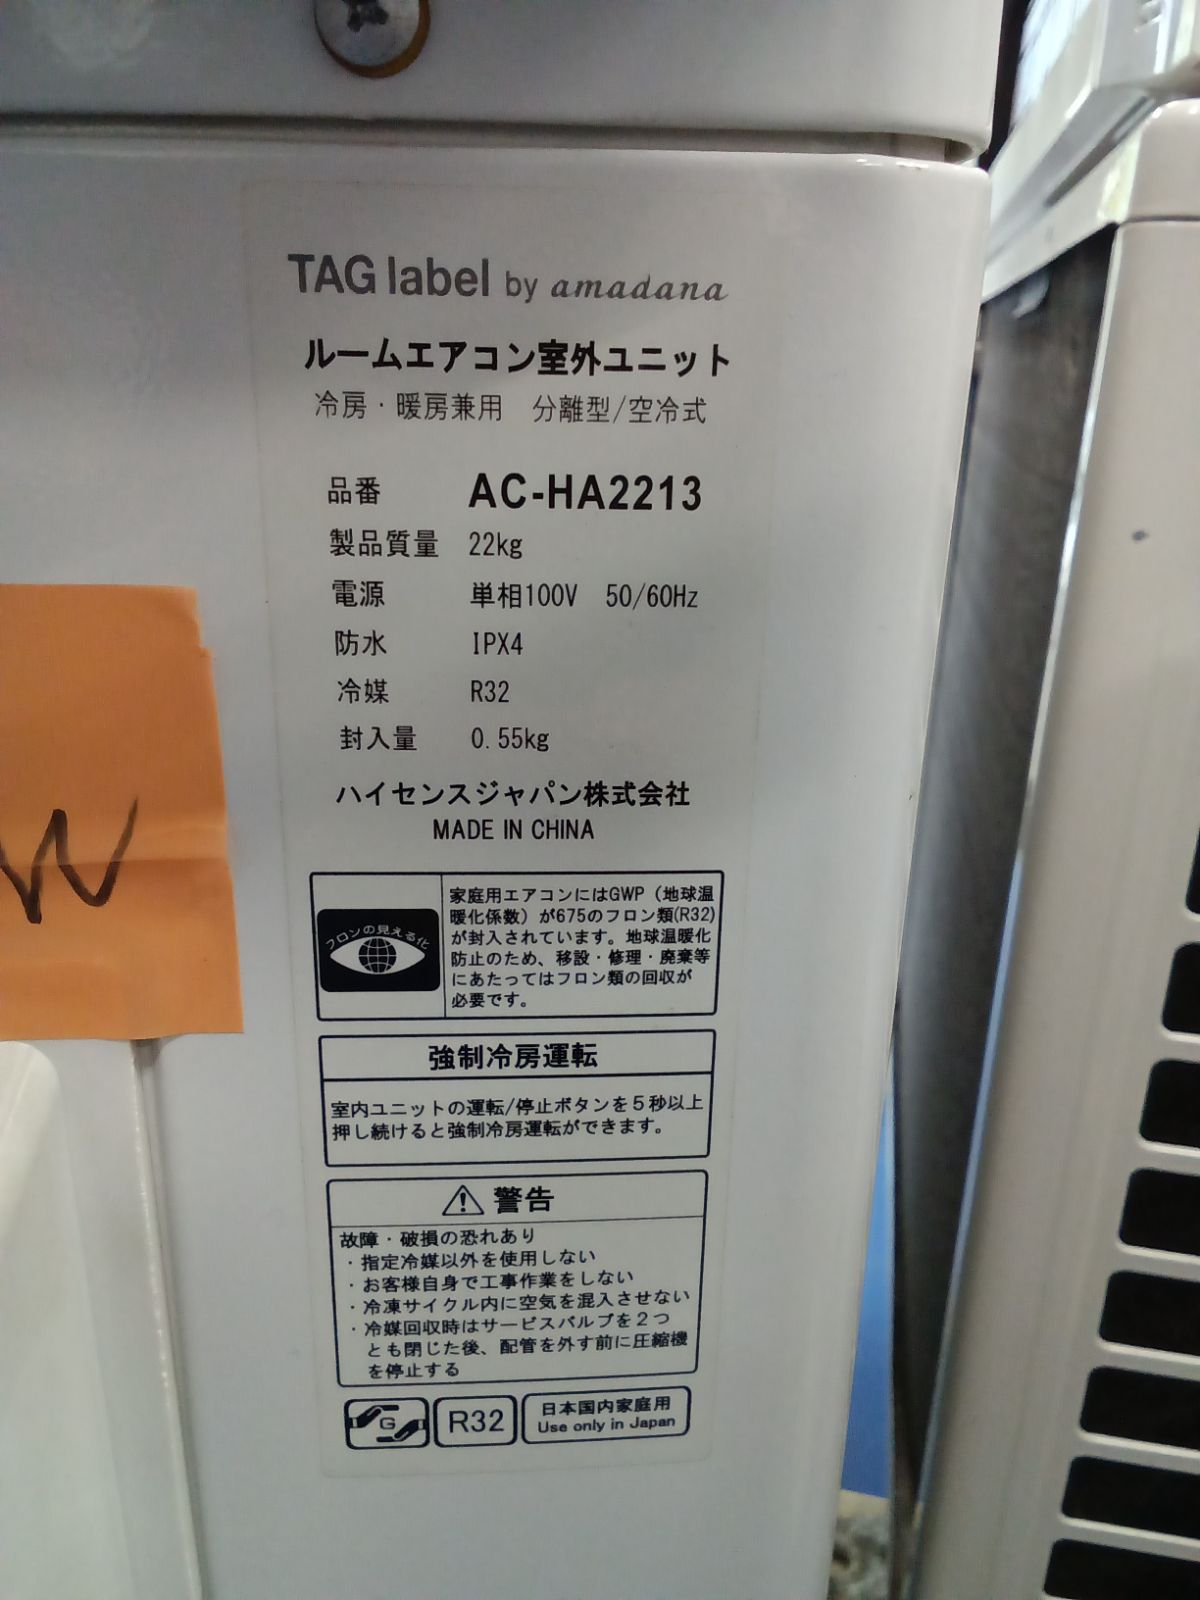 TAG label by amadana
ルームエアコン室外ユニット
冷房・暖房兼用 分離型/空冷式
品番 AC-HA2213
製品質量 22kg
電源 単相100V 50/60Hz
防水 IPX4
冷媒 R32
封入量 0.55kg
ハイセンスジャパン株式会社
MADE IN CHINA
フロンの見える化
家庭用エアコンにはGWP（地球温
暖化係数）が675のフロン類(R32)
が封入されています。地球温暖化
防止のため、移設・修理・廃棄等
にあたってはフロン類の回収が
必要です。
強制冷房運転
室内ユニットの運転/停止ボタンを５秒以上
押し続けると強制冷房運転ができます。
警告
故障・破損の恐れあり
・指定冷媒以外を使用しない
・お客様自身で工事作業をしない
・冷凍サイクル内に空気を混入させない
・冷媒回収時はサービスバルブを２つ
とも閉じた後、配管を外す前に圧縮機
を停止する
G
R32
日本国内家庭用
Use only in Japan